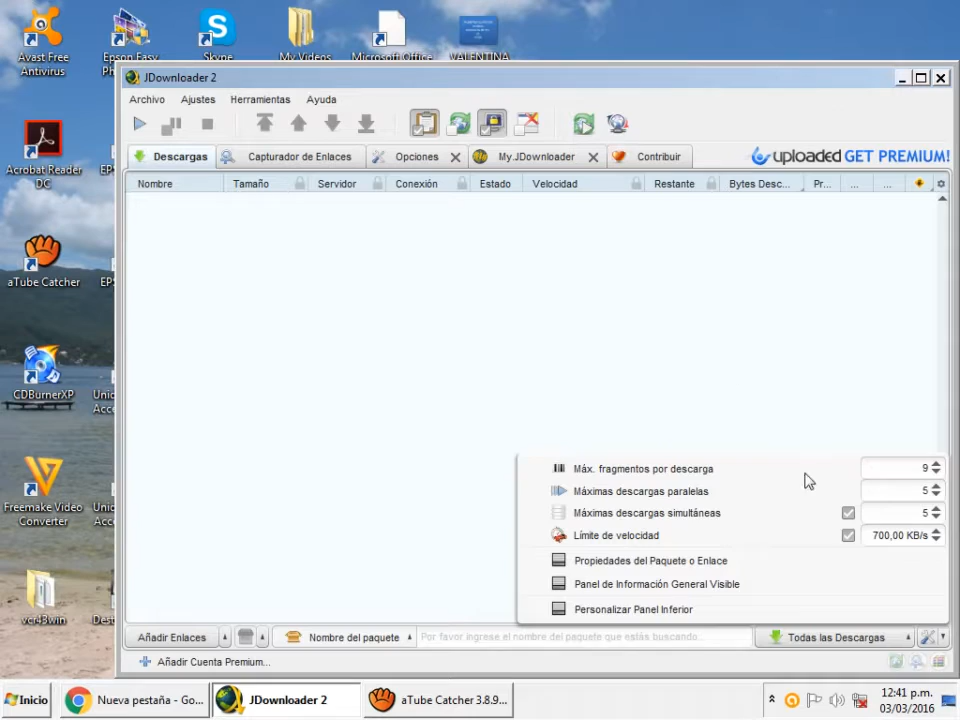 Avast Free
Antivirus
Epson Easy
Skype
My Videos
Microsoft Office
VALENTINA
Acrobat Reader
DC
aTube Catcher
CDBurnerXP
Freemake Video
Converter
vcr43win
JDownloader 2
Archivo Ajustes Herramientas Ayuda
Descargas Capturador de Enlaces Opciones My.JDownloader Contribuir uploaded GET PREMIUM!
Nombre Tamaño Servidor Conexión Estado Velocidad Restante Bytes Desc... Pr... ... ...
Máx. fragmentos por descarga 9
Máximas descargas paralelas 5
Máximas descargas simultáneas 5
Límite de velocidad 700,00 KB/s
Propiedades del Paquete o Enlace
Panel de Información General Visible
Personalizar Panel Inferior
Añadir Enlaces Nombre del paquete Por favor ingrese el nombre del paquete que estás buscando... Todas las Descargas
Añadir Cuenta Premium...
Inicio Nueva pestaña - Go... JDownloader 2 aTube Catcher 3.8.9... 12:41 p.m.
03/03/2016